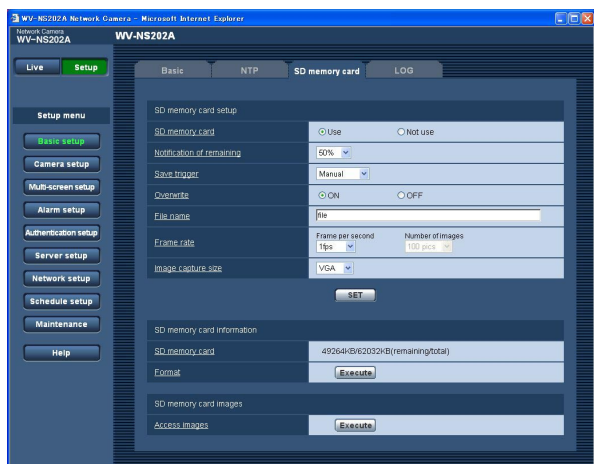 WV-NS202A Network Camera - Microsoft Internet Explorer
Network Camera
WV-NS202A
WV-NS202A
Live Setup
Basic NTP SD memory card LOG
Setup menu
Basic setup
Camera setup
Multi-screen setup
Alarm setup
Authentication setup
Server setup
Network setup
Schedule setup
Maintenance
Help
SD memory card setup
SD memory card Use Not use
Notification of remaining 50%
Save trigger Manual
Overwrite ON OFF
File name file
Frame rate Frame per second Number of images
1fps 100 pics
Image capture size VGA
SET
SD memory card information
SD memory card 49264KB/62032KB(remaining/total)
Format Execute
SD memory card images
Access images Execute